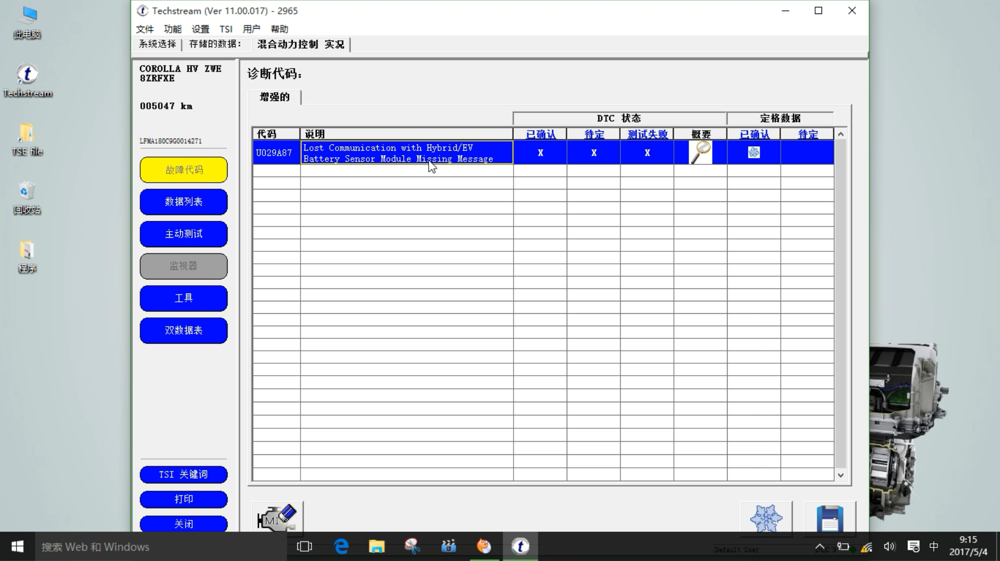 此电脑
Techstream
TSE file
回收站
程序
Techstream (Ver 11.00.017) - 2965
文件 功能 设置 TSI 用户 帮助
系统选择 存储的数据: 混合动力控制 实况
COROLLA HV ZWE
8ZRFXE
005047 km
LFMA180C9G0014271
故障代码
数据列表
主动测试
监视器
工具
双数据表
TSI 关键词
打印
关闭
诊断代码:
增强的
DTC 状态 定格数据
代码 说明 已确认 待定 测试失败 概要 已确认 待定
U029A87 Lost Communication with Hybrid/EV
Battery Sensor Module Missing Message X X X
MI
搜索 Web 和 Windows
Default User
中
9:15
2017/5/4